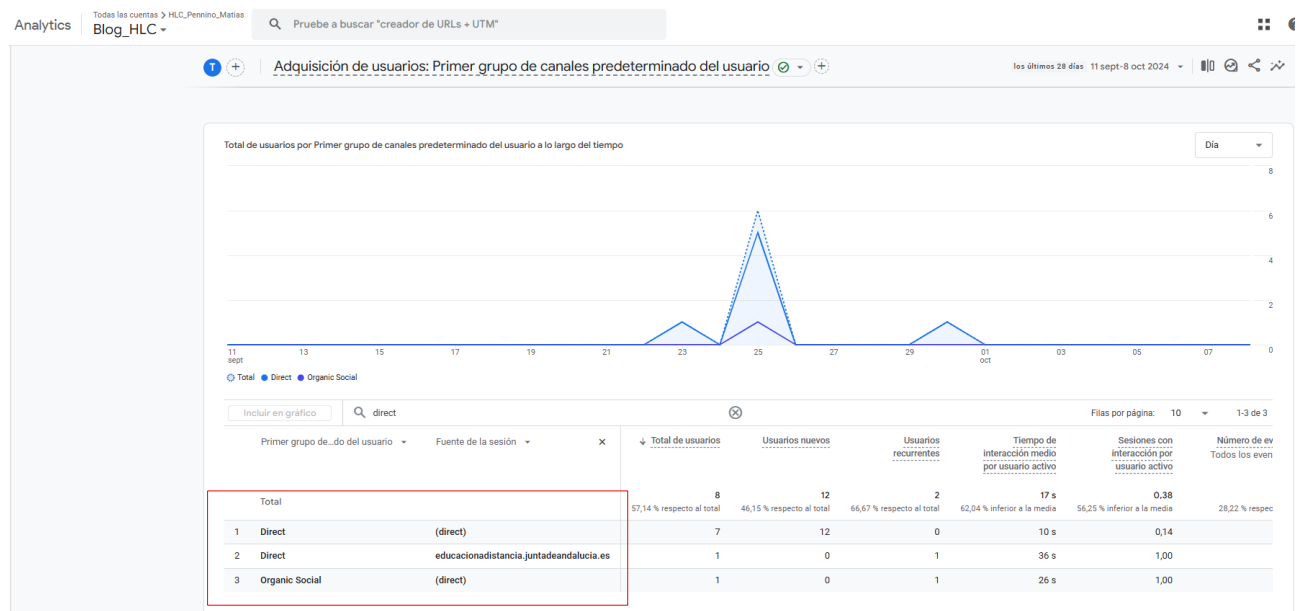 Analytics
Todas las cuentas > HLC_Pennino_Matias
Blog_HLC
Pruebe a buscar "creador de URLs + UTM"
T
Adquisición de usuarios: Primer grupo de canales predeterminado del usuario
los últimos 28 días 11 sept-8 oct 2024
Total de usuarios por Primer grupo de canales predeterminado del usuario a lo largo del tiempo
Día
8
6
4
2
0
11 sept 13 15 17 19 21 23 25 27 29 01 oct 03 05 07
Total Direct Organic Social
Incluir en gráfico
direct
Filas por página: 10 1-3 de 3
Primer grupo de...do del usuario Fuente de la sesión Total de usuarios Usuarios nuevos Usuarios recurrentes Tiempo de interacción medio por usuario activo Sesiones con interacción por usuario activo Número de ev
Todos los even
Total 8 12 2 17 s 0,38
57,14 % respecto al total 46,15 % respecto al total 66,67 % respecto al total 62,04 % inferior a la media 56,25 % inferior a la media 28,22 % respec
1 Direct (direct) 7 12 0 10 s 0,14
2 Direct educacionadistancia.juntadeandalucia.es 1 0 1 36 s 1,00
3 Organic Social (direct) 1 0 1 26 s 1,00